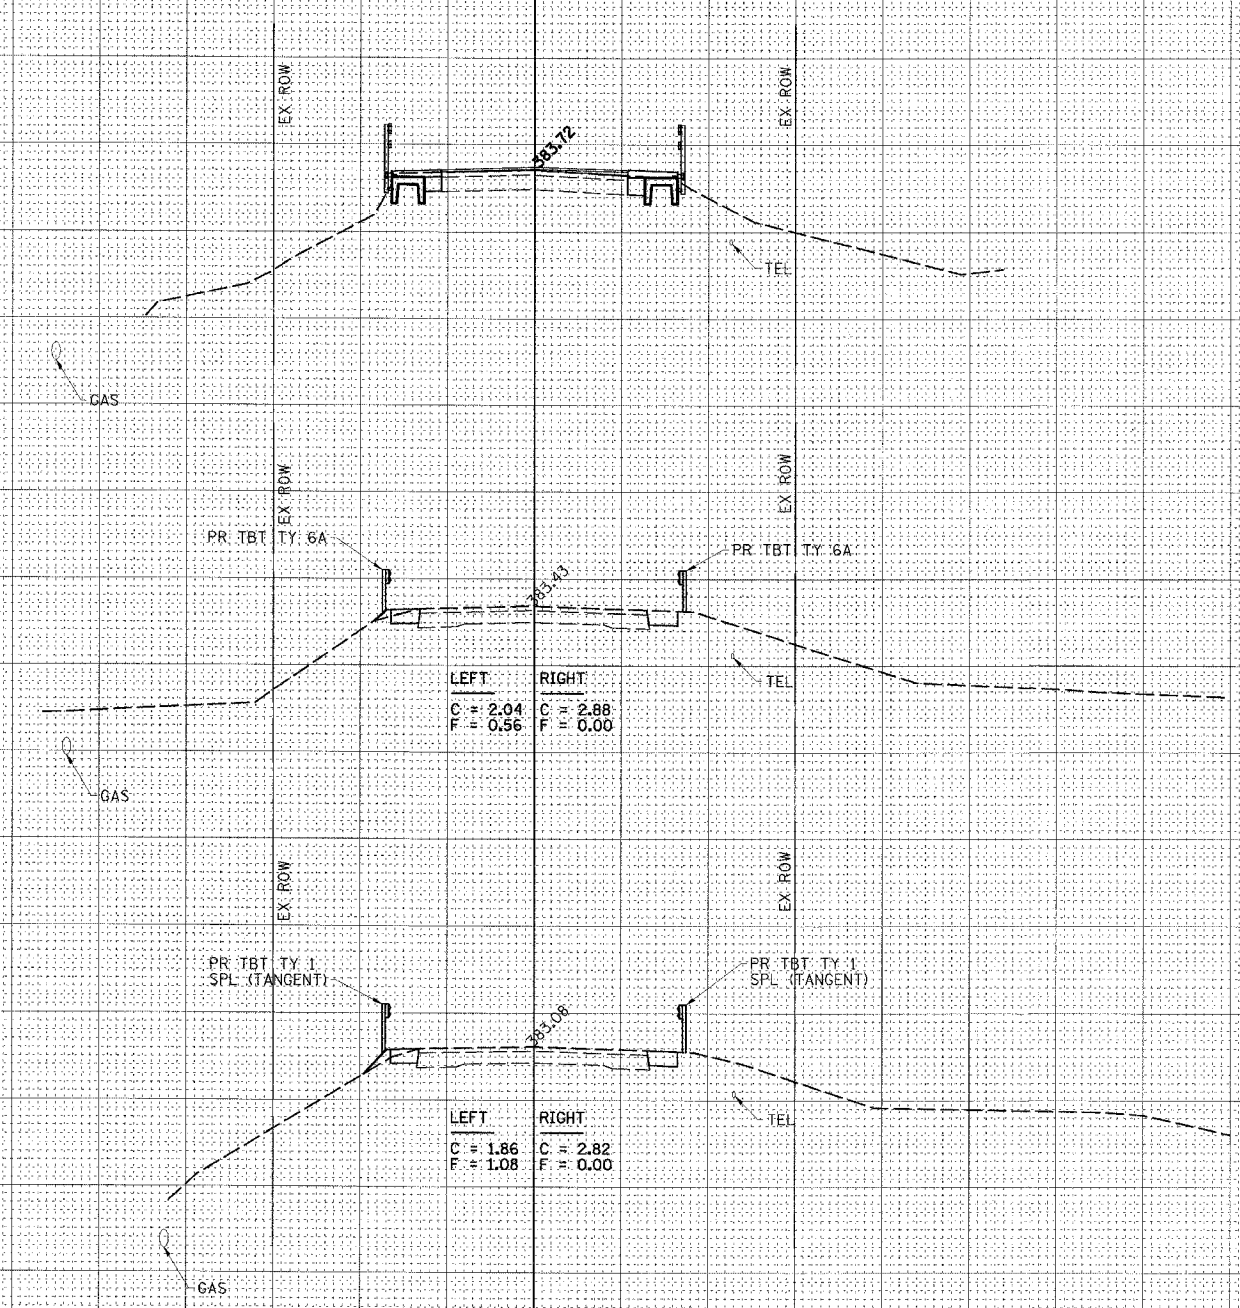 EX ROW
EX ROW
383.72
TEL
GAS
EX ROW
EX ROW
PR TBT TY 6A
PR TBT TY 6A
383.43
LEFT RIGHT
C = 2.04 C = 2.88
F = 0.56 F = 0.00
TEL
GAS
EX ROW
EX ROW
PR TBT TY 1
SPL (TANGENT)
PR TBT TY 1
SPL (TANGENT)
383.08
LEFT RIGHT
C = 1.86 C = 2.82
F = 1.08 F = 0.00
TEL
GAS